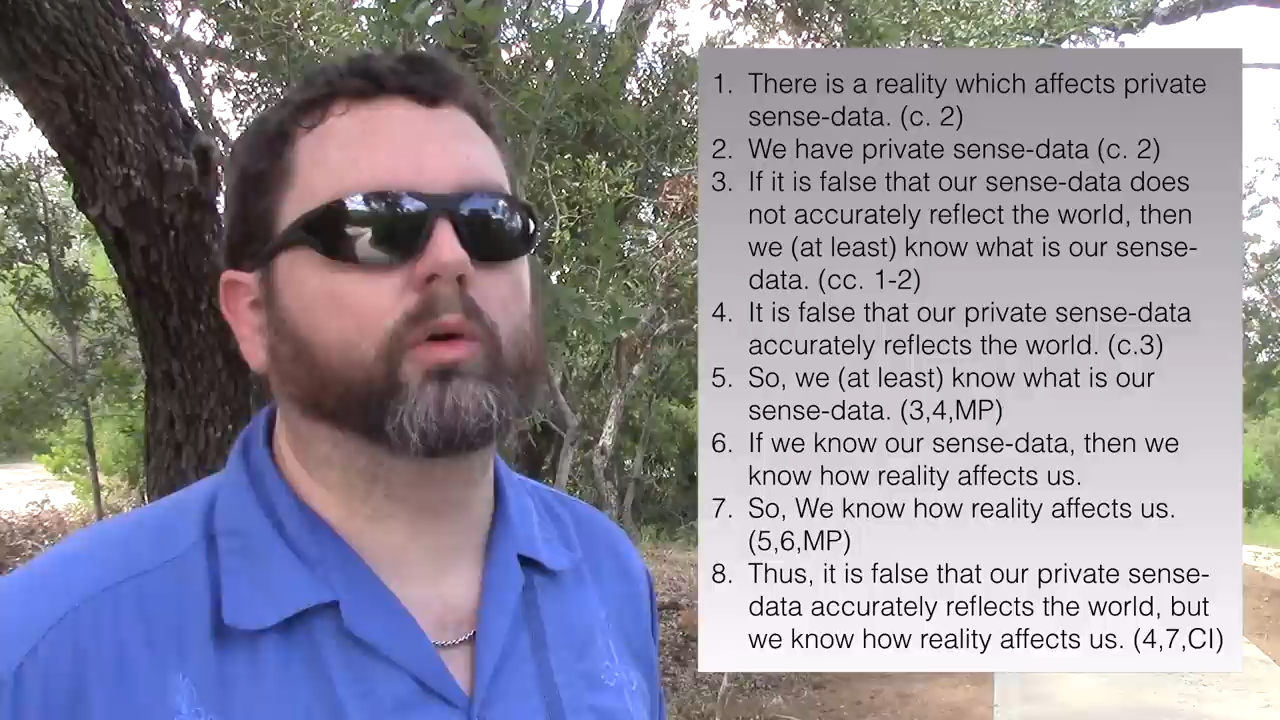 1. There is a reality which affects private
sense-data. (c. 2)
2. We have private sense-data (c. 2)
3. If it is false that our sense-data does
not accurately reflect the world, then
we (at least) know what is our sense-
data. (cc. 1-2)
4. It is false that our private sense-data
accurately reflects the world. (c.3)
5. So, we (at least) know what is our
sense-data. (3,4,MP)
6. If we know our sense-data, then we
know how reality affects us.
7. So, We know how reality affects us.
(5,6,MP)
8. Thus, it is false that our private sense-
data accurately reflects the world, but
we know how reality affects us. (4,7,CI)